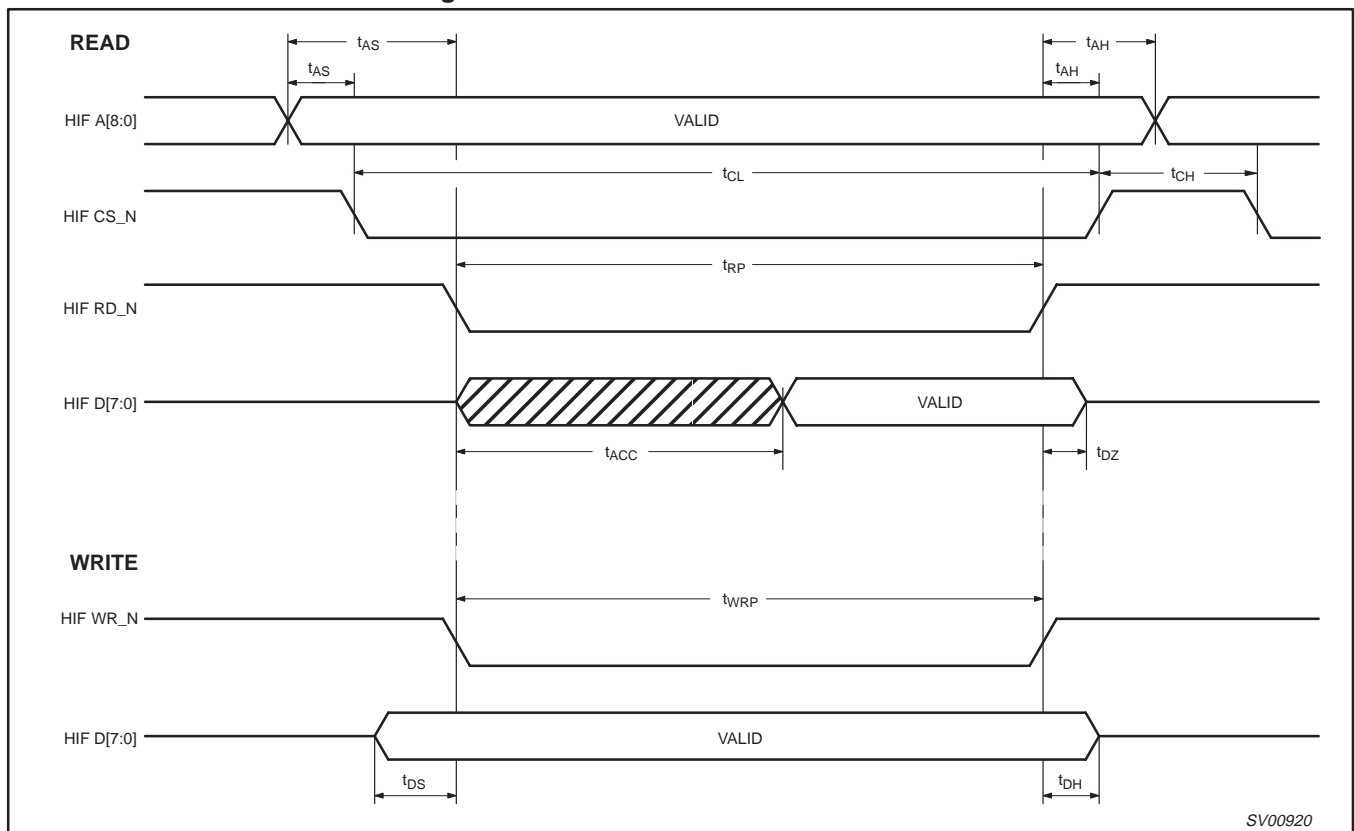 READ
tAS
tAH
tAS
tAH
HIF A[8:0]
VALID
tCL
tCH
HIF CS_N
tRP
HIF RD_N
HIF D[7:0]
VALID
tACC
tDZ
WRITE
tWRP
HIF WR_N
HIF D[7:0]
VALID
tDS
tDH
SV00920